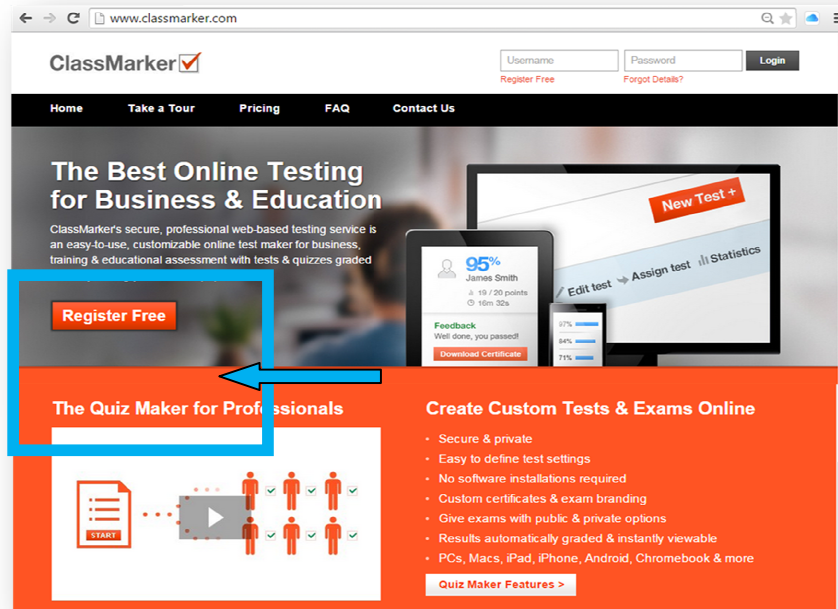 www.classmarker.com
ClassMarker
Username
Password
Login
Register Free
Forgot Details?
Home
Take a Tour
Pricing
FAQ
Contact Us
The Best Online Testing
for Business & Education
ClassMarker's secure, professional web-based testing service is
an easy-to-use, customizable online test maker for business,
training & educational assessment with tests & quizzes graded
Register Free
New Test +
Edit test
Assign test
Statistics
95%
James Smith
19 / 20 points
16m 32s
Feedback
Well done, you passed!
Download Certificate
97%
84%
71%
The Quiz Maker for Professionals
START
Create Custom Tests & Exams Online
Secure & private
Easy to define test settings
No software installations required
Custom certificates & exam branding
Give exams with public & private options
Results automatically graded & instantly viewable
PCs, Macs, iPad, iPhone, Android, Chromebook & more
Quiz Maker Features >